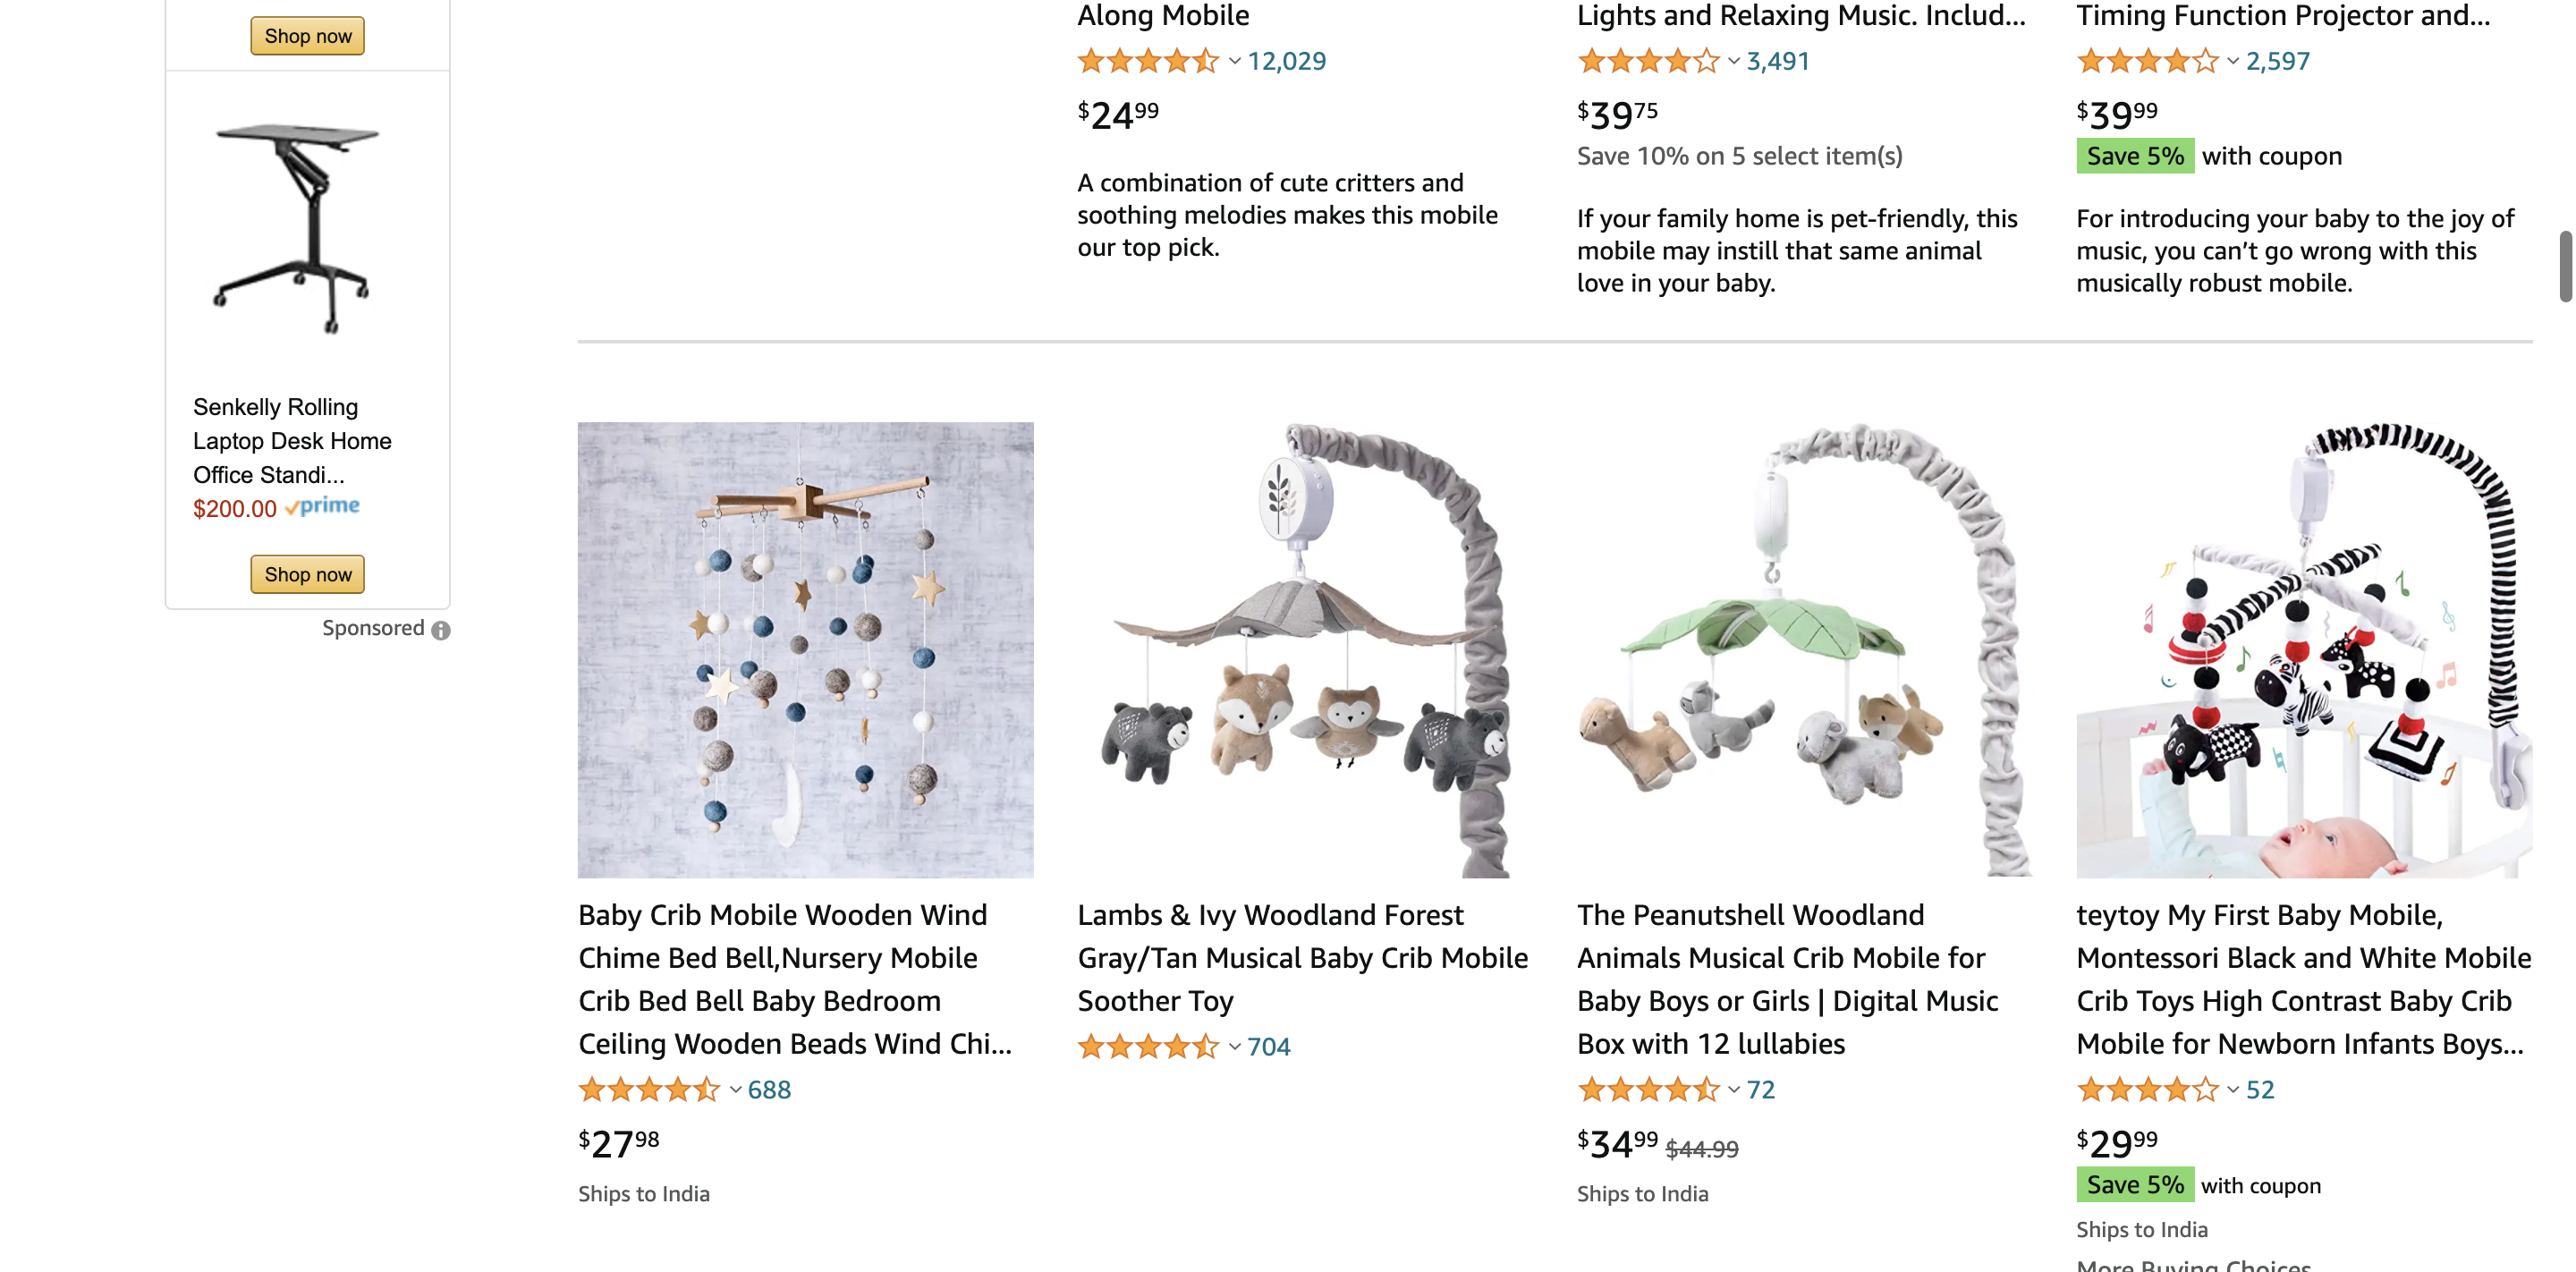 Shop now
Senkelly Rolling
Laptop Desk Home
Office Standi...
$200.00 prime
Shop now
Sponsored
Along Mobile
12,029
$24.99
A combination of cute critters and
soothing melodies makes this mobile
our top pick.
Lights and Relaxing Music. Includ...
3,491
$39.75
Save 10% on 5 select item(s)
If your family home is pet-friendly, this
mobile may instill that same animal
love in your baby.
Timing Function Projector and...
2,597
$39.99
Save 5% with coupon
For introducing your baby to the joy of
music, you can’t go wrong with this
musically robust mobile.
Baby Crib Mobile Wooden Wind
Chime Bed Bell,Nursery Mobile
Crib Bed Bell Baby Bedroom
Ceiling Wooden Beads Wind Chi...
688
$27.98
Ships to India
Lambs & Ivy Woodland Forest
Gray/Tan Musical Baby Crib Mobile
Soother Toy
704
The Peanutshell Woodland
Animals Musical Crib Mobile for
Baby Boys or Girls | Digital Music
Box with 12 lullabies
72
$34.99 $44.99
Ships to India
teytoy My First Baby Mobile,
Montessori Black and White Mobile
Crib Toys High Contrast Baby Crib
Mobile for Newborn Infants Boys...
52
$29.99
Save 5% with coupon
Ships to India
More Buying Choices